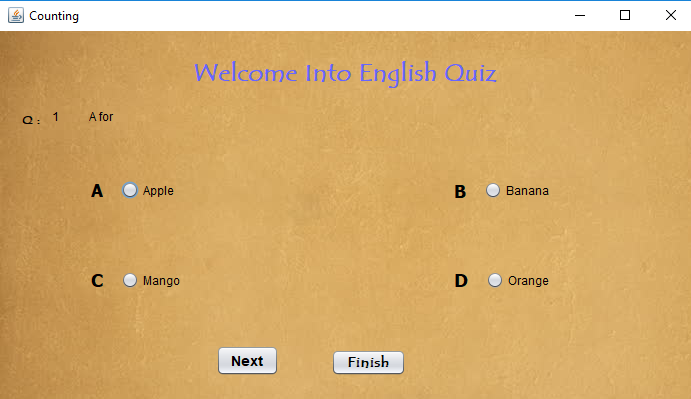 Counting
Welcome Into English Quiz
Q : 1 A for
A Apple B Banana
C Mango D Orange
Next Finish